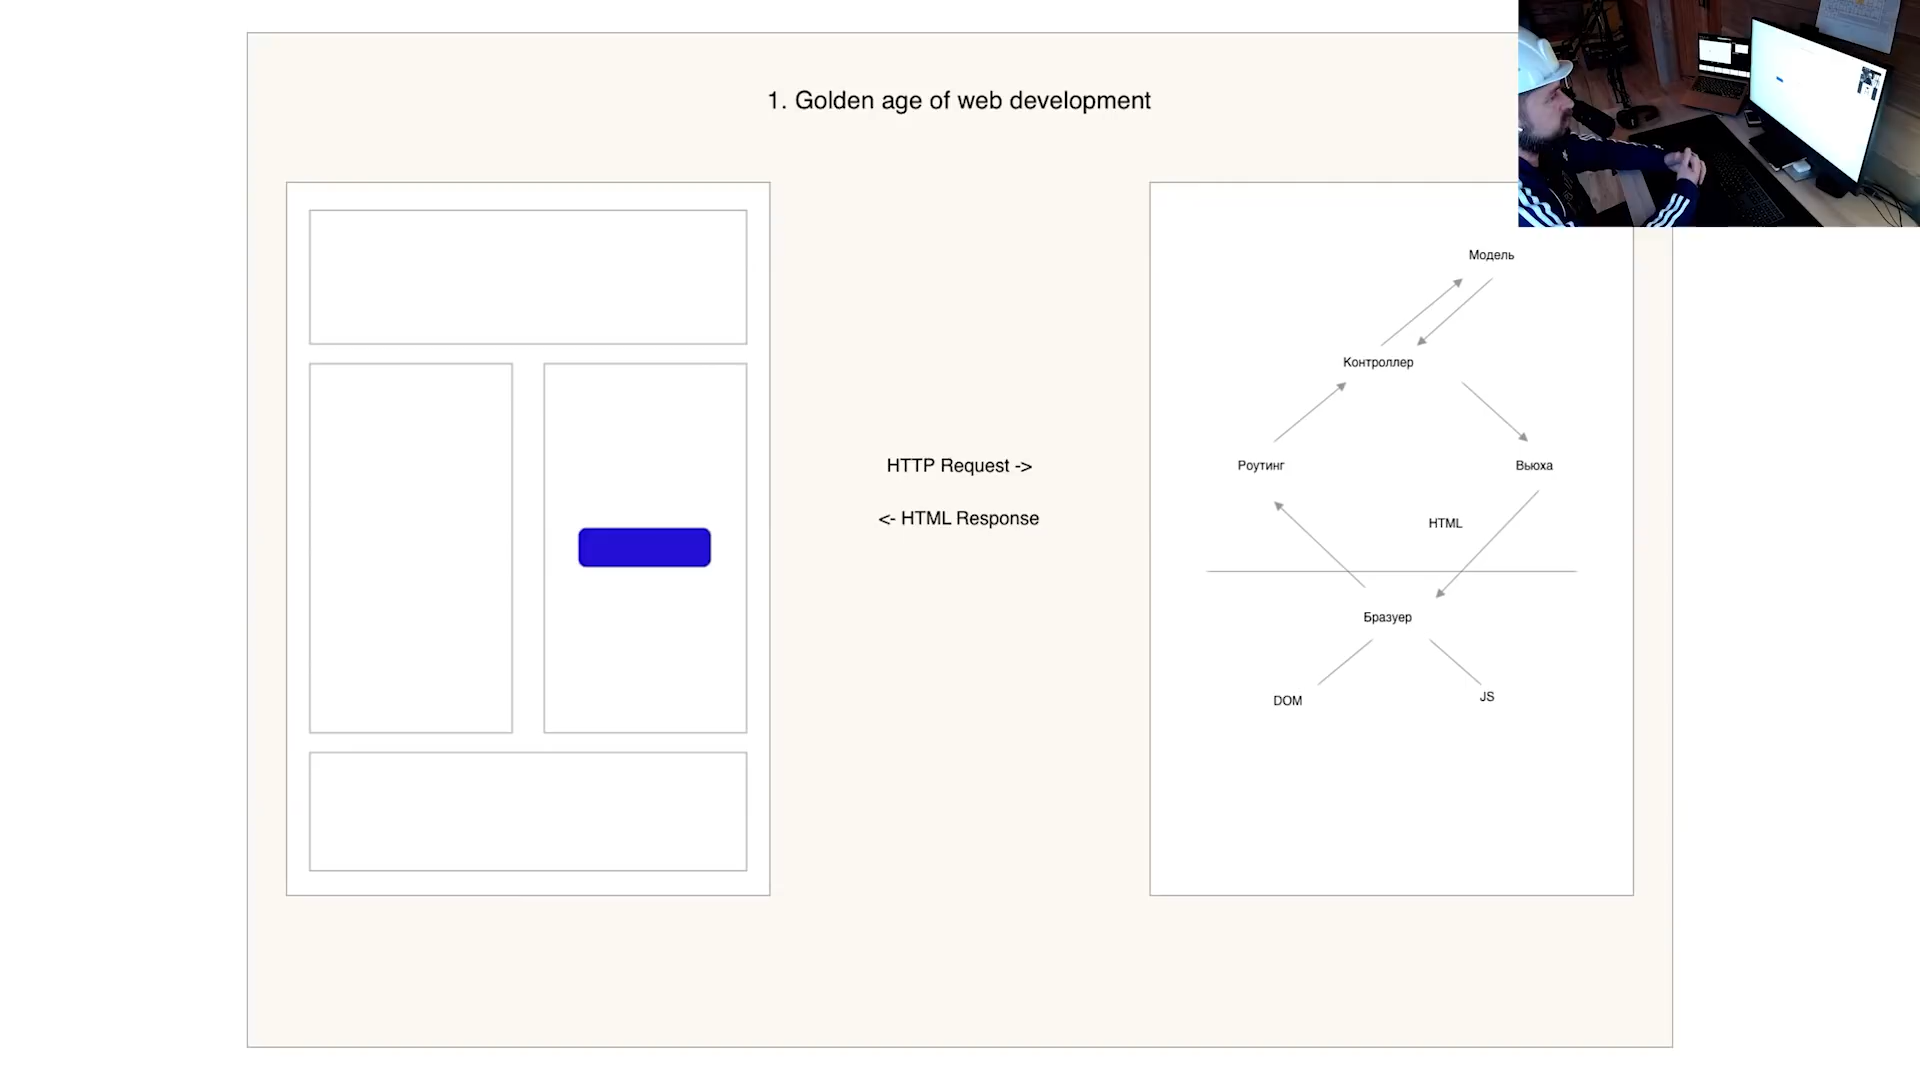 1. Golden age of web development
HTTP Request ->
<- HTML Response
Модель
Контроллер
Роутинг
Вьюха
HTML
Бразуер
DOM
JS